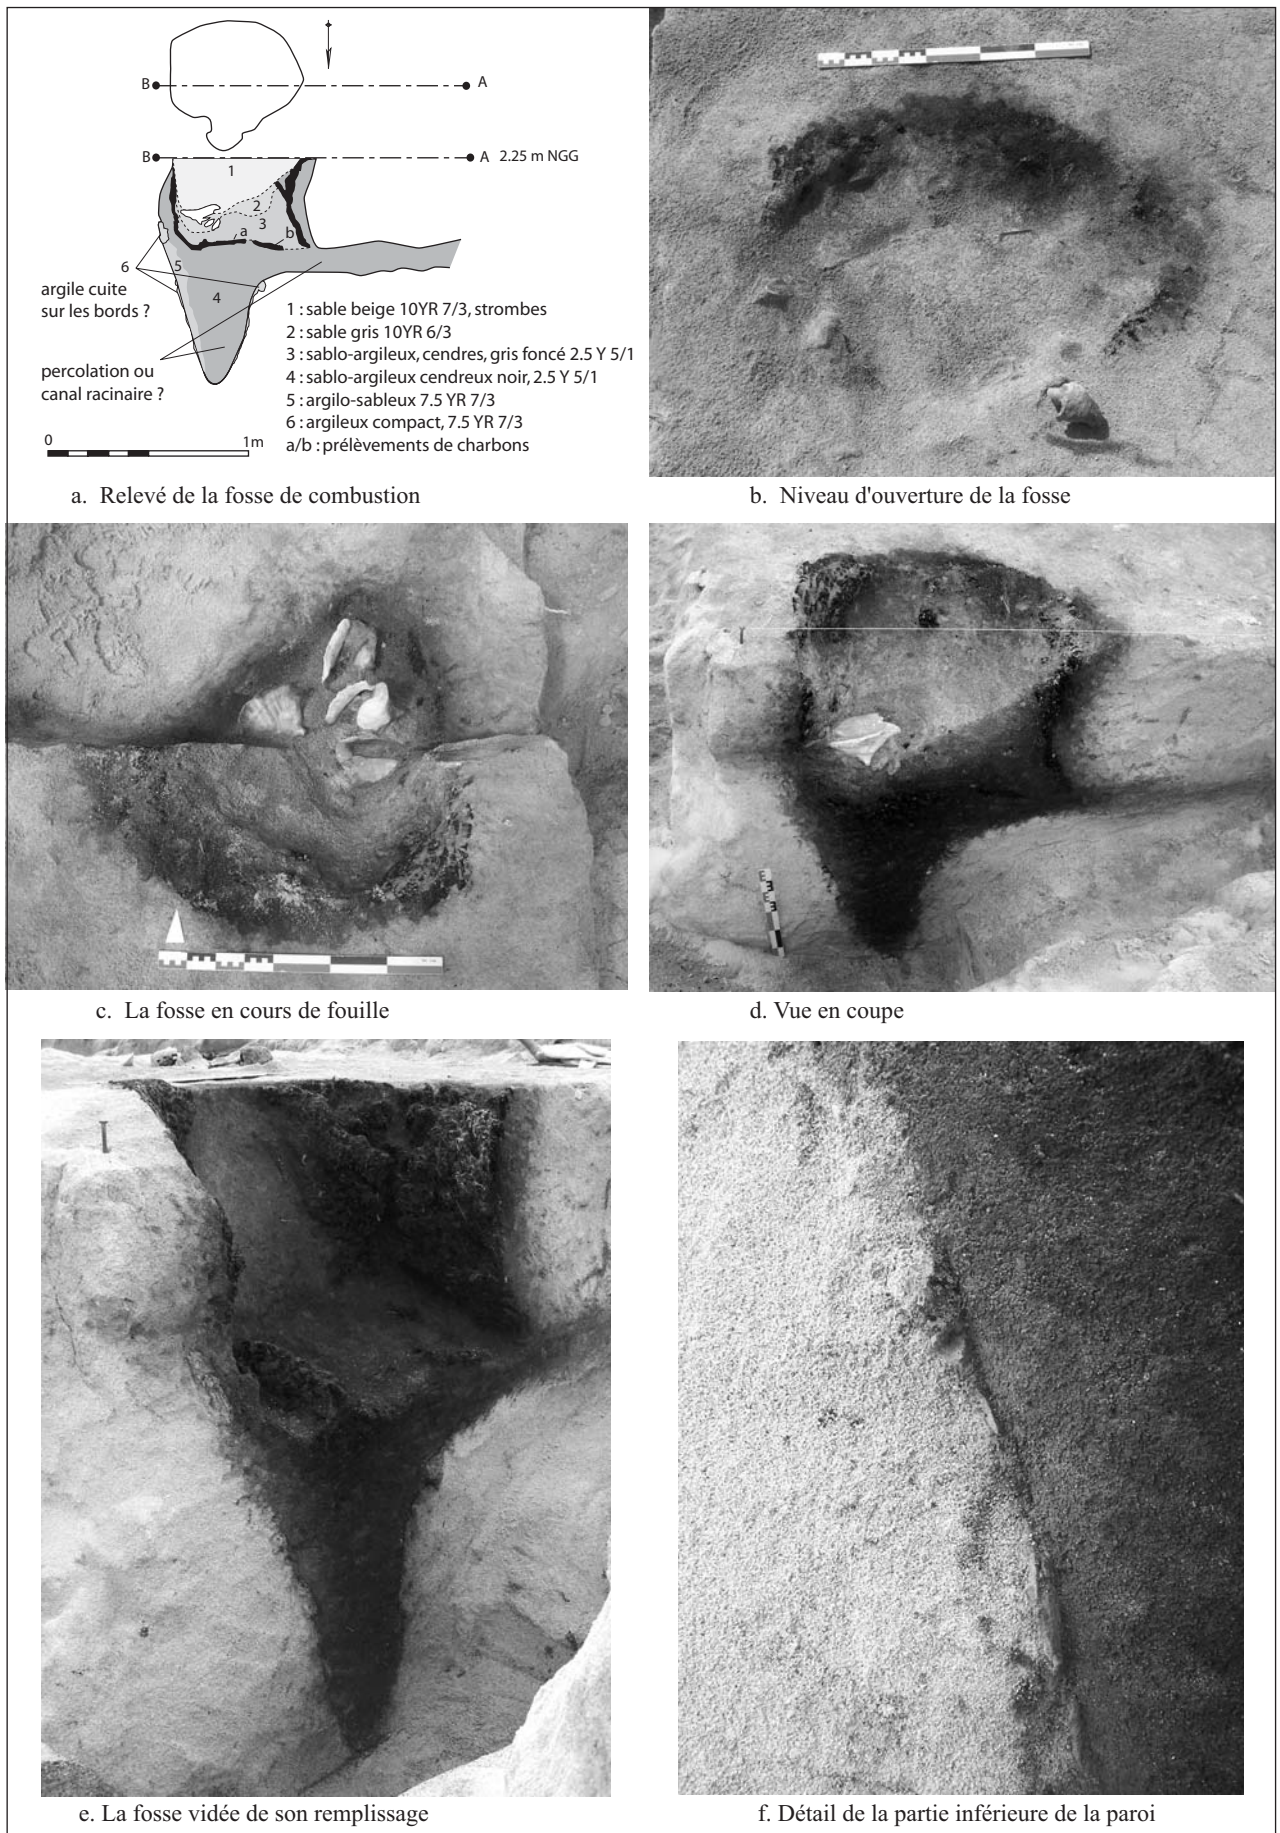 B
A
B
A 2.25 m NGG
1
2
3
a
b
6
5
4
argile cuite
sur les bords ?
percolation ou
canal racinaire ?
1 : sable beige 10YR 7/3, strombes
2 : sable gris 10YR 6/3
3 : sablo-argileux, cendres, gris foncé 2.5 Y 5/1
4 : sablo-argileux cendreux noir, 2.5 Y 5/1
5 : argilo-sableux 7.5 YR 7/3
6 : argileux compact, 7.5 YR 7/3
a/b : prélèvements de charbons
0 1m
a. Relevé de la fosse de combustion
b. Niveau d'ouverture de la fosse
c. La fosse en cours de fouille
d. Vue en coupe
e. La fosse vidée de son remplissage
f. Détail de la partie inférieure de la paroi